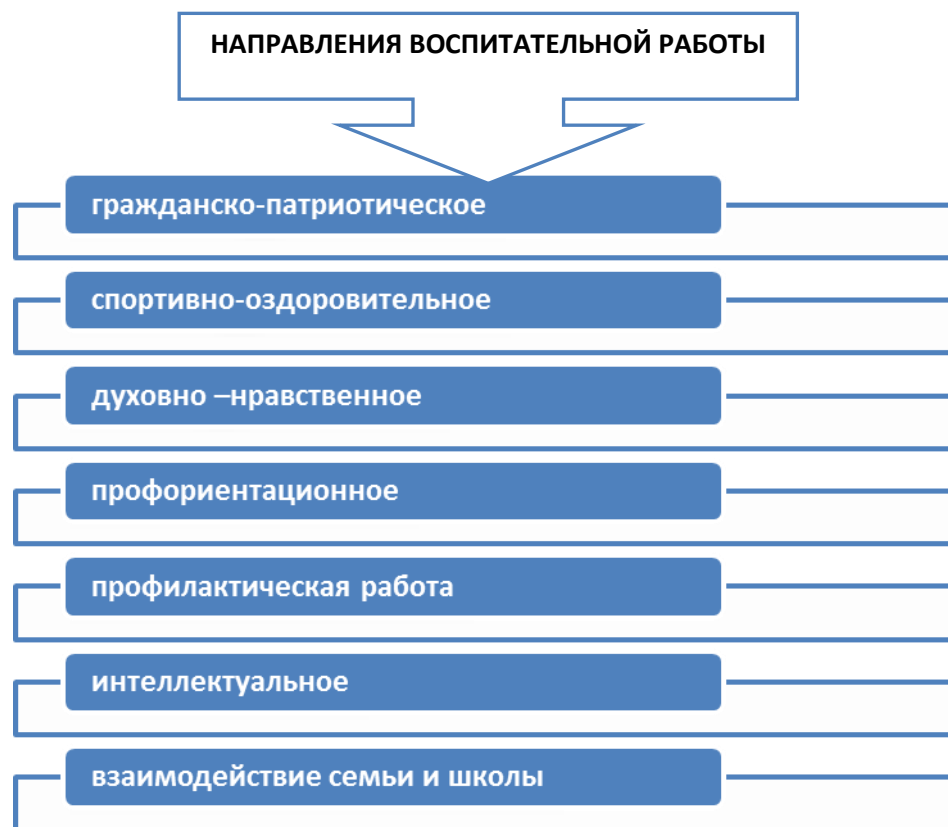 НАПРАВЛЕНИЯ ВОСПИТАТЕЛЬНОЙ РАБОТЫ
гражданско-патриотическое
спортивно-оздоровительное
духовно –нравственное
профориентационное
профилактическая работа
интеллектуальное
взаимодействие семьи и школы